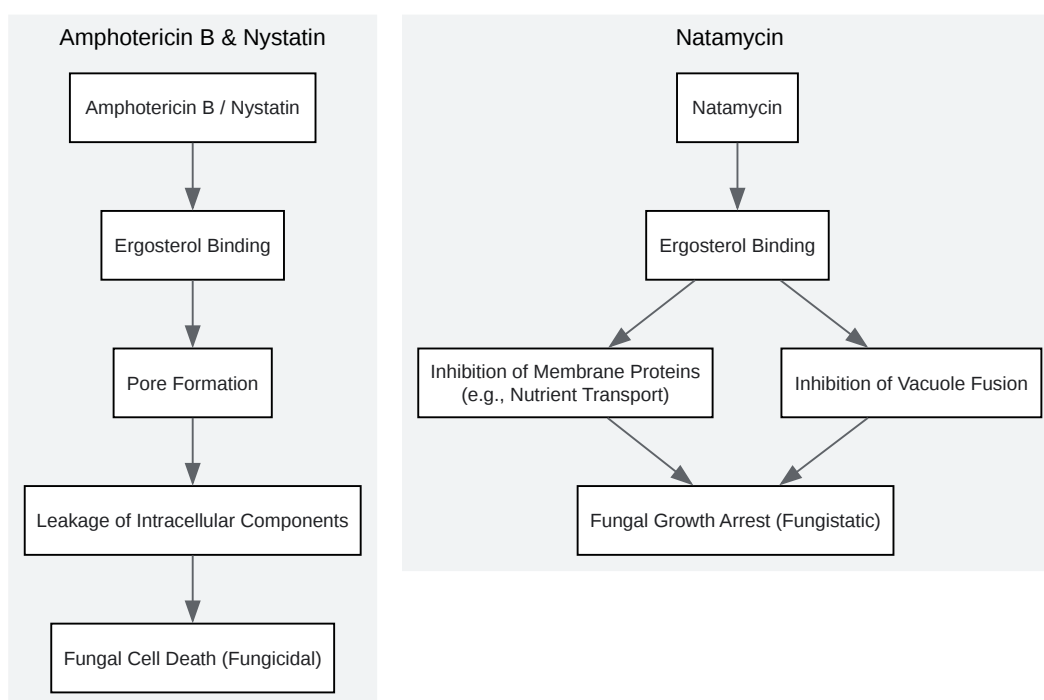 Amphotericin B & Nystatin
Amphotericin B / Nystatin
Ergosterol Binding
Pore Formation
Leakage of Intracellular Components
Fungal Cell Death (Fungicidal)
Natamycin
Natamycin
Ergosterol Binding
Inhibition of Membrane Proteins
(e.g., Nutrient Transport)
Inhibition of Vacuole Fusion
Fungal Growth Arrest (Fungistatic)